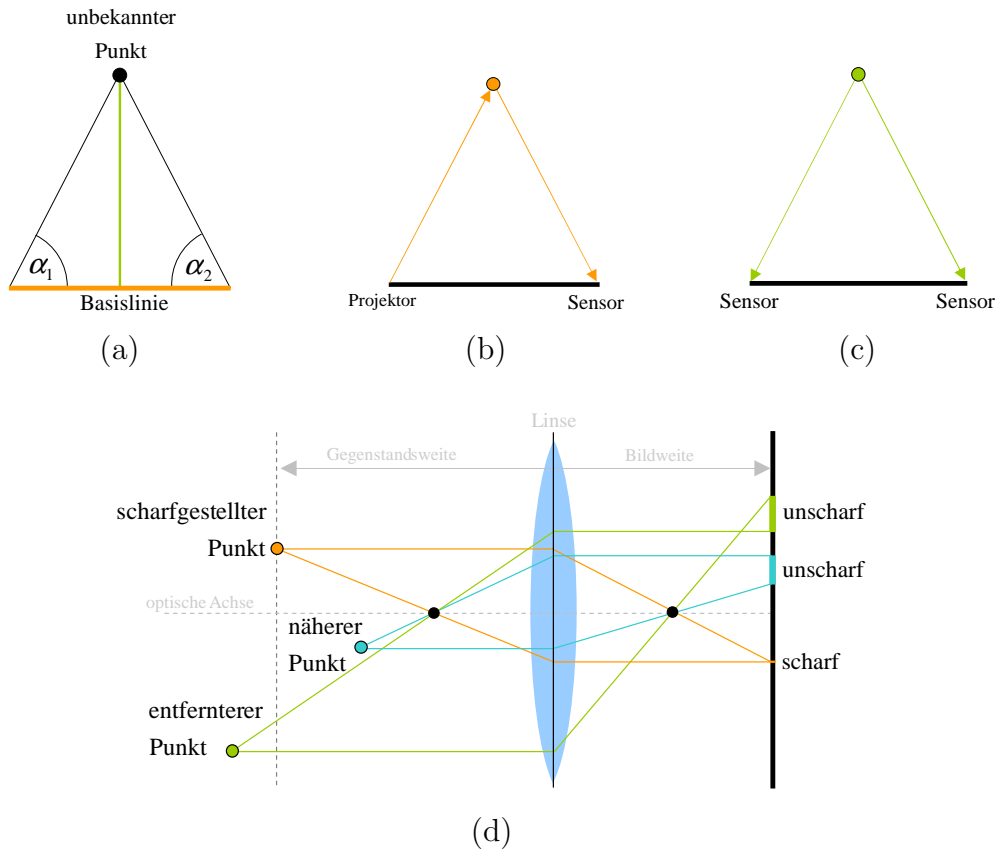 unbekannter
Punkt
α₁
α₂
Basislinie
(a)
Projektor
Sensor
(b)
Sensor
Sensor
(c)
Linse
Gegenstandsweite
Bildweite
scharfgestellter
Punkt
unscharf
unscharf
optische Achse
näherer
Punkt
scharf
entfernterer
Punkt
(d)